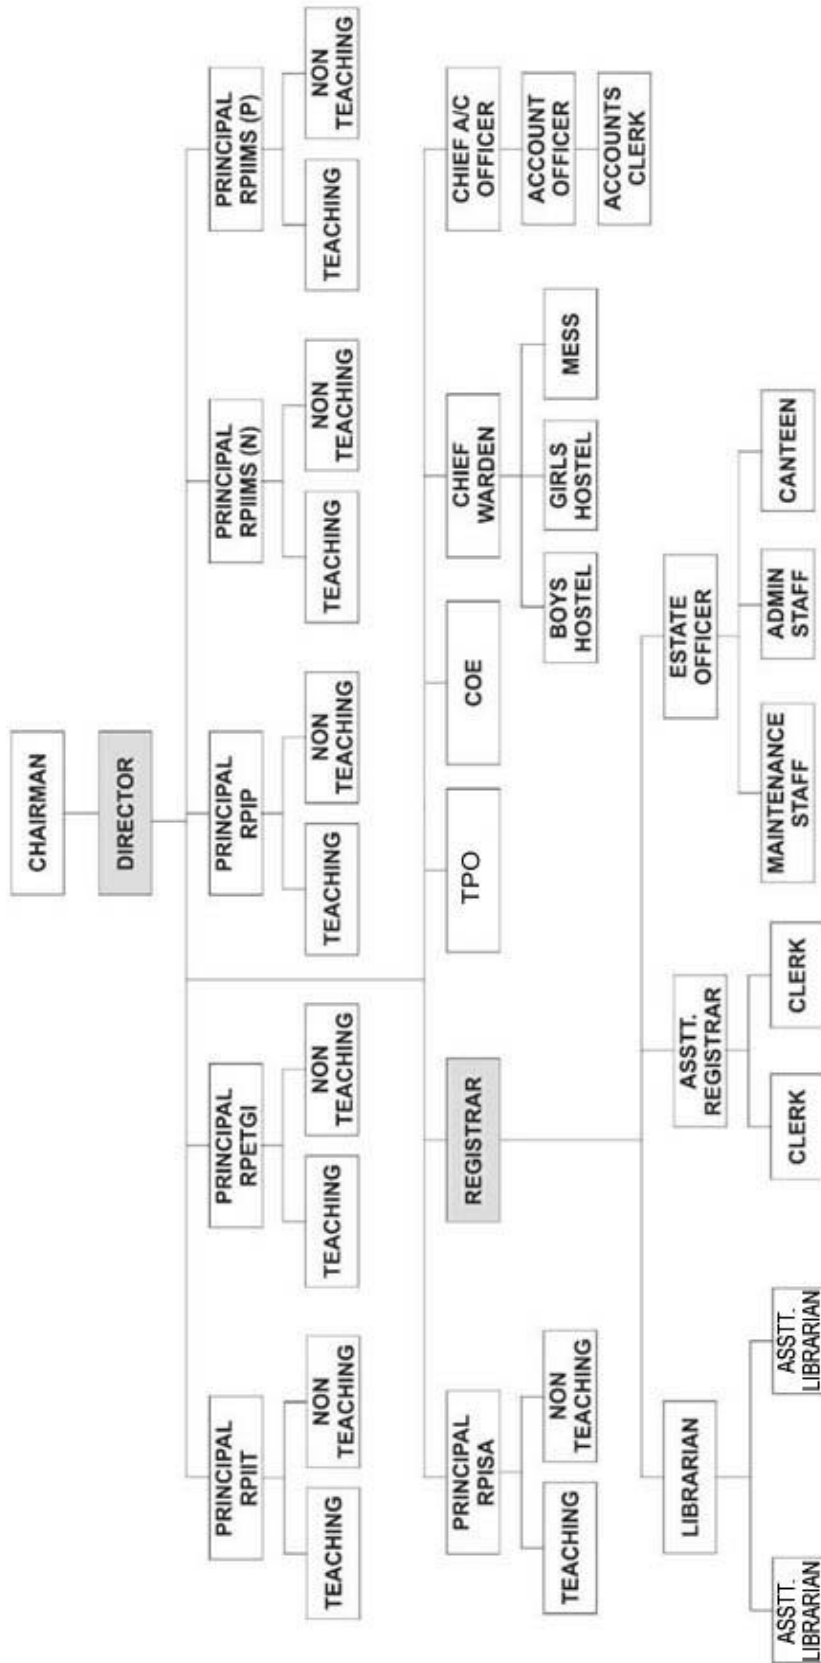 CHAIRMAN
DIRECTOR
PRINCIPAL
RPIIT
PRINCIPAL
RPETGI
PRINCIPAL
RPIP
PRINCIPAL
RPIIMS (N)
PRINCIPAL
RPIIMS (P)
TEACHING
NON
TEACHING
TEACHING
NON
TEACHING
TEACHING
NON
TEACHING
TEACHING
NON
TEACHING
TEACHING
NON
TEACHING
PRINCIPAL
RPISA
REGISTRAR
TPO
COE
CHIEF
WARDEN
CHIEF A/C
OFFICER
TEACHING
NON
TEACHING
BOYS
HOSTEL
GIRLS
HOSTEL
MESS
ACCOUNT
OFFICER
ACCOUNTS
CLERK
LIBRARIAN
ASSTT.
REGISTRAR
ESTATE
OFFICER
ASSTT.
LIBRARIAN
ASSTT.
LIBRARIAN
CLERK
CLERK
MAINTENANCE
STAFF
ADMIN
STAFF
CANTEEN